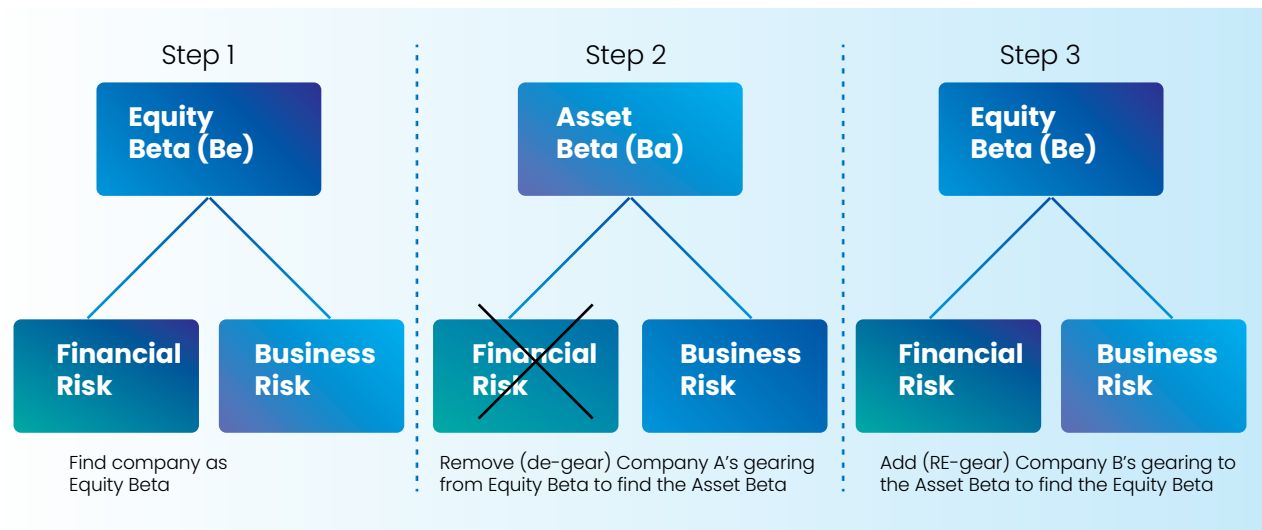 Step 1
Equity
Beta (Be)
Financial
Risk
Business
Risk
Find company as
Equity Beta
Step 2
Asset
Beta (Ba)
Financial
Risk
Business
Risk
Remove (de-gear) Company A's gearing
from Equity Beta to find the Asset Beta
Step 3
Equity
Beta (Be)
Financial
Risk
Business
Risk
Add (RE-gear) Company B's gearing to
the Asset Beta to find the Equity Beta